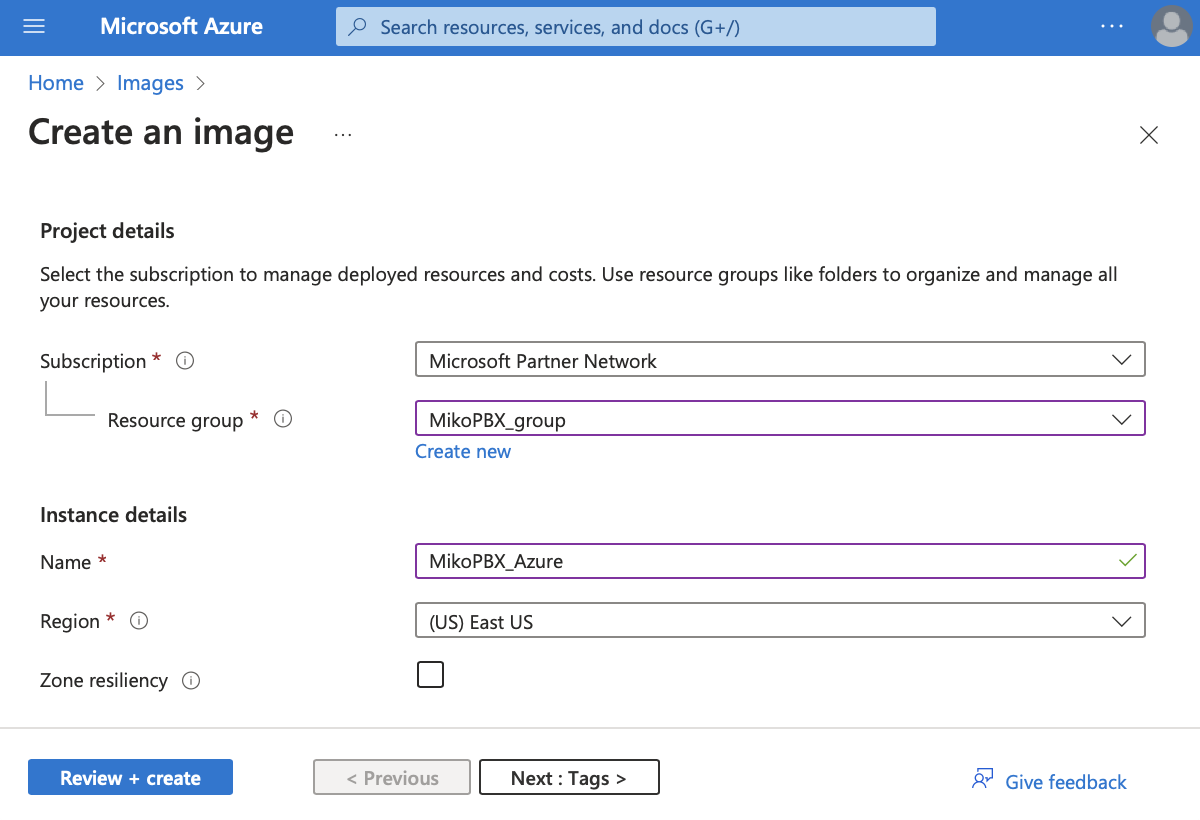 Microsoft Azure
Search resources, services, and docs (G+/)
...
Home > Images >
Create an image ...
Project details
Select the subscription to manage deployed resources and costs. Use resource groups like folders to organize and manage all
your resources.
Subscription *
Microsoft Partner Network
Resource group *
MikoPBX_group
Create new
Instance details
Name *
MikoPBX_Azure
Region *
(US) East US
Zone resiliency
Review + create
< Previous
Next : Tags >
Give feedback